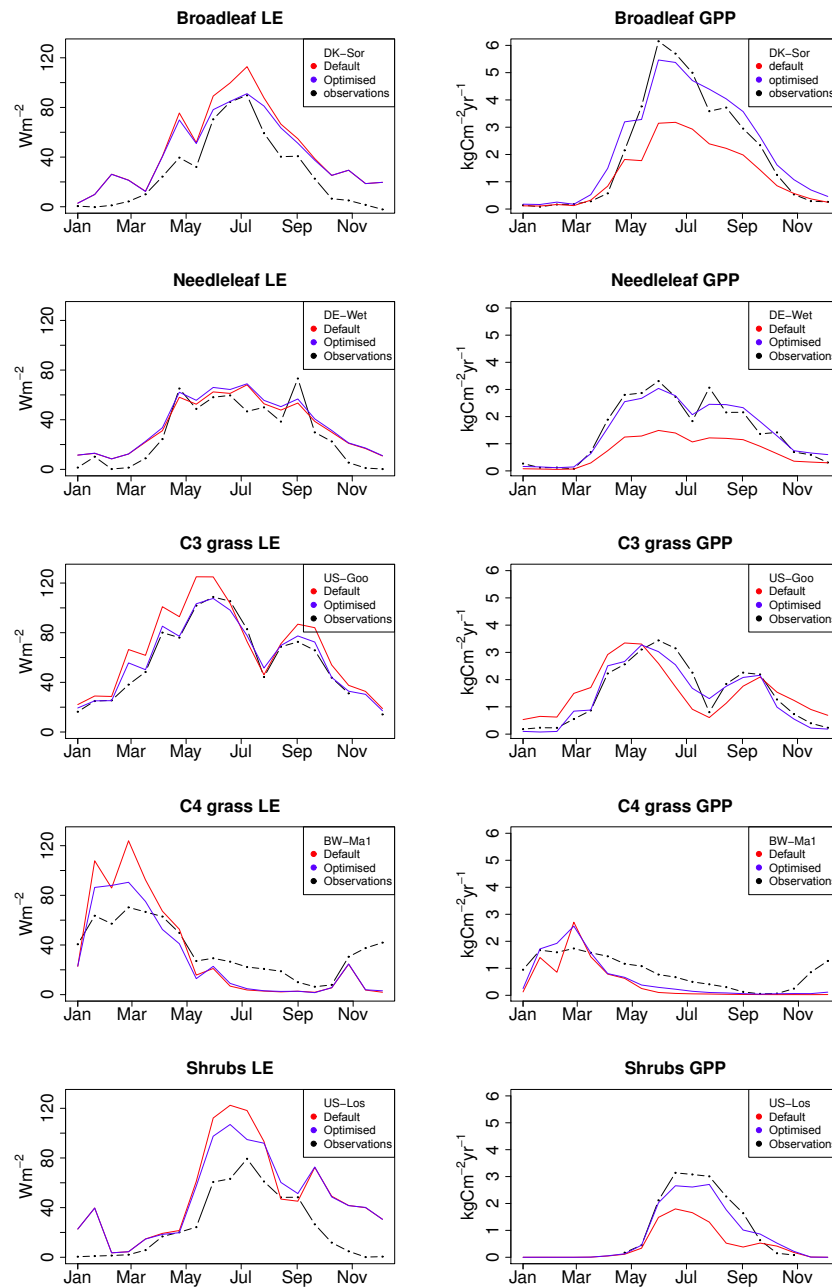 Broadleaf LE
Wm−2
0 40 80 120
Jan Mar May Jul Sep Nov
DK−Sor
Default
Optimised
observations
Broadleaf GPP
kgCm−2yr−1
0 1 2 3 4 5 6
Jan Mar May Jul Sep Nov
DK−Sor
default
optimised
observations
Needleleaf LE
Wm−2
0 40 80 120
Jan Mar May Jul Sep Nov
DE−Wet
Default
Optimised
Observations
Needleleaf GPP
kgCm−2yr−1
0 1 2 3 4 5 6
Jan Mar May Jul Sep Nov
DE−Wet
Default
Optimised
Observations
C3 grass LE
Wm−2
0 40 80 120
Jan Mar May Jul Sep Nov
US−Goo
Default
Optimised
Observations
C3 grass GPP
kgCm−2yr−1
0 1 2 3 4 5 6
Jan Mar May Jul Sep Nov
US−Goo
Default
Optimised
Observations
C4 grass LE
Wm−2
0 40 80 120
Jan Mar May Jul Sep Nov
BW−Ma1
Default
Optimised
Observations
C4 grass GPP
kgCm−2yr−1
0 1 2 3 4 5 6
Jan Mar May Jul Sep Nov
BW−Ma1
Default
Optimised
Observations
Shrubs LE
Wm−2
0 40 80 120
Jan Mar May Jul Sep Nov
US−Los
Default
Optimised
Observations
Shrubs GPP
kgCm−2yr−1
0 1 2 3 4 5 6
Jan Mar May Jul Sep Nov
US−Los
Default
Optimised
Observations